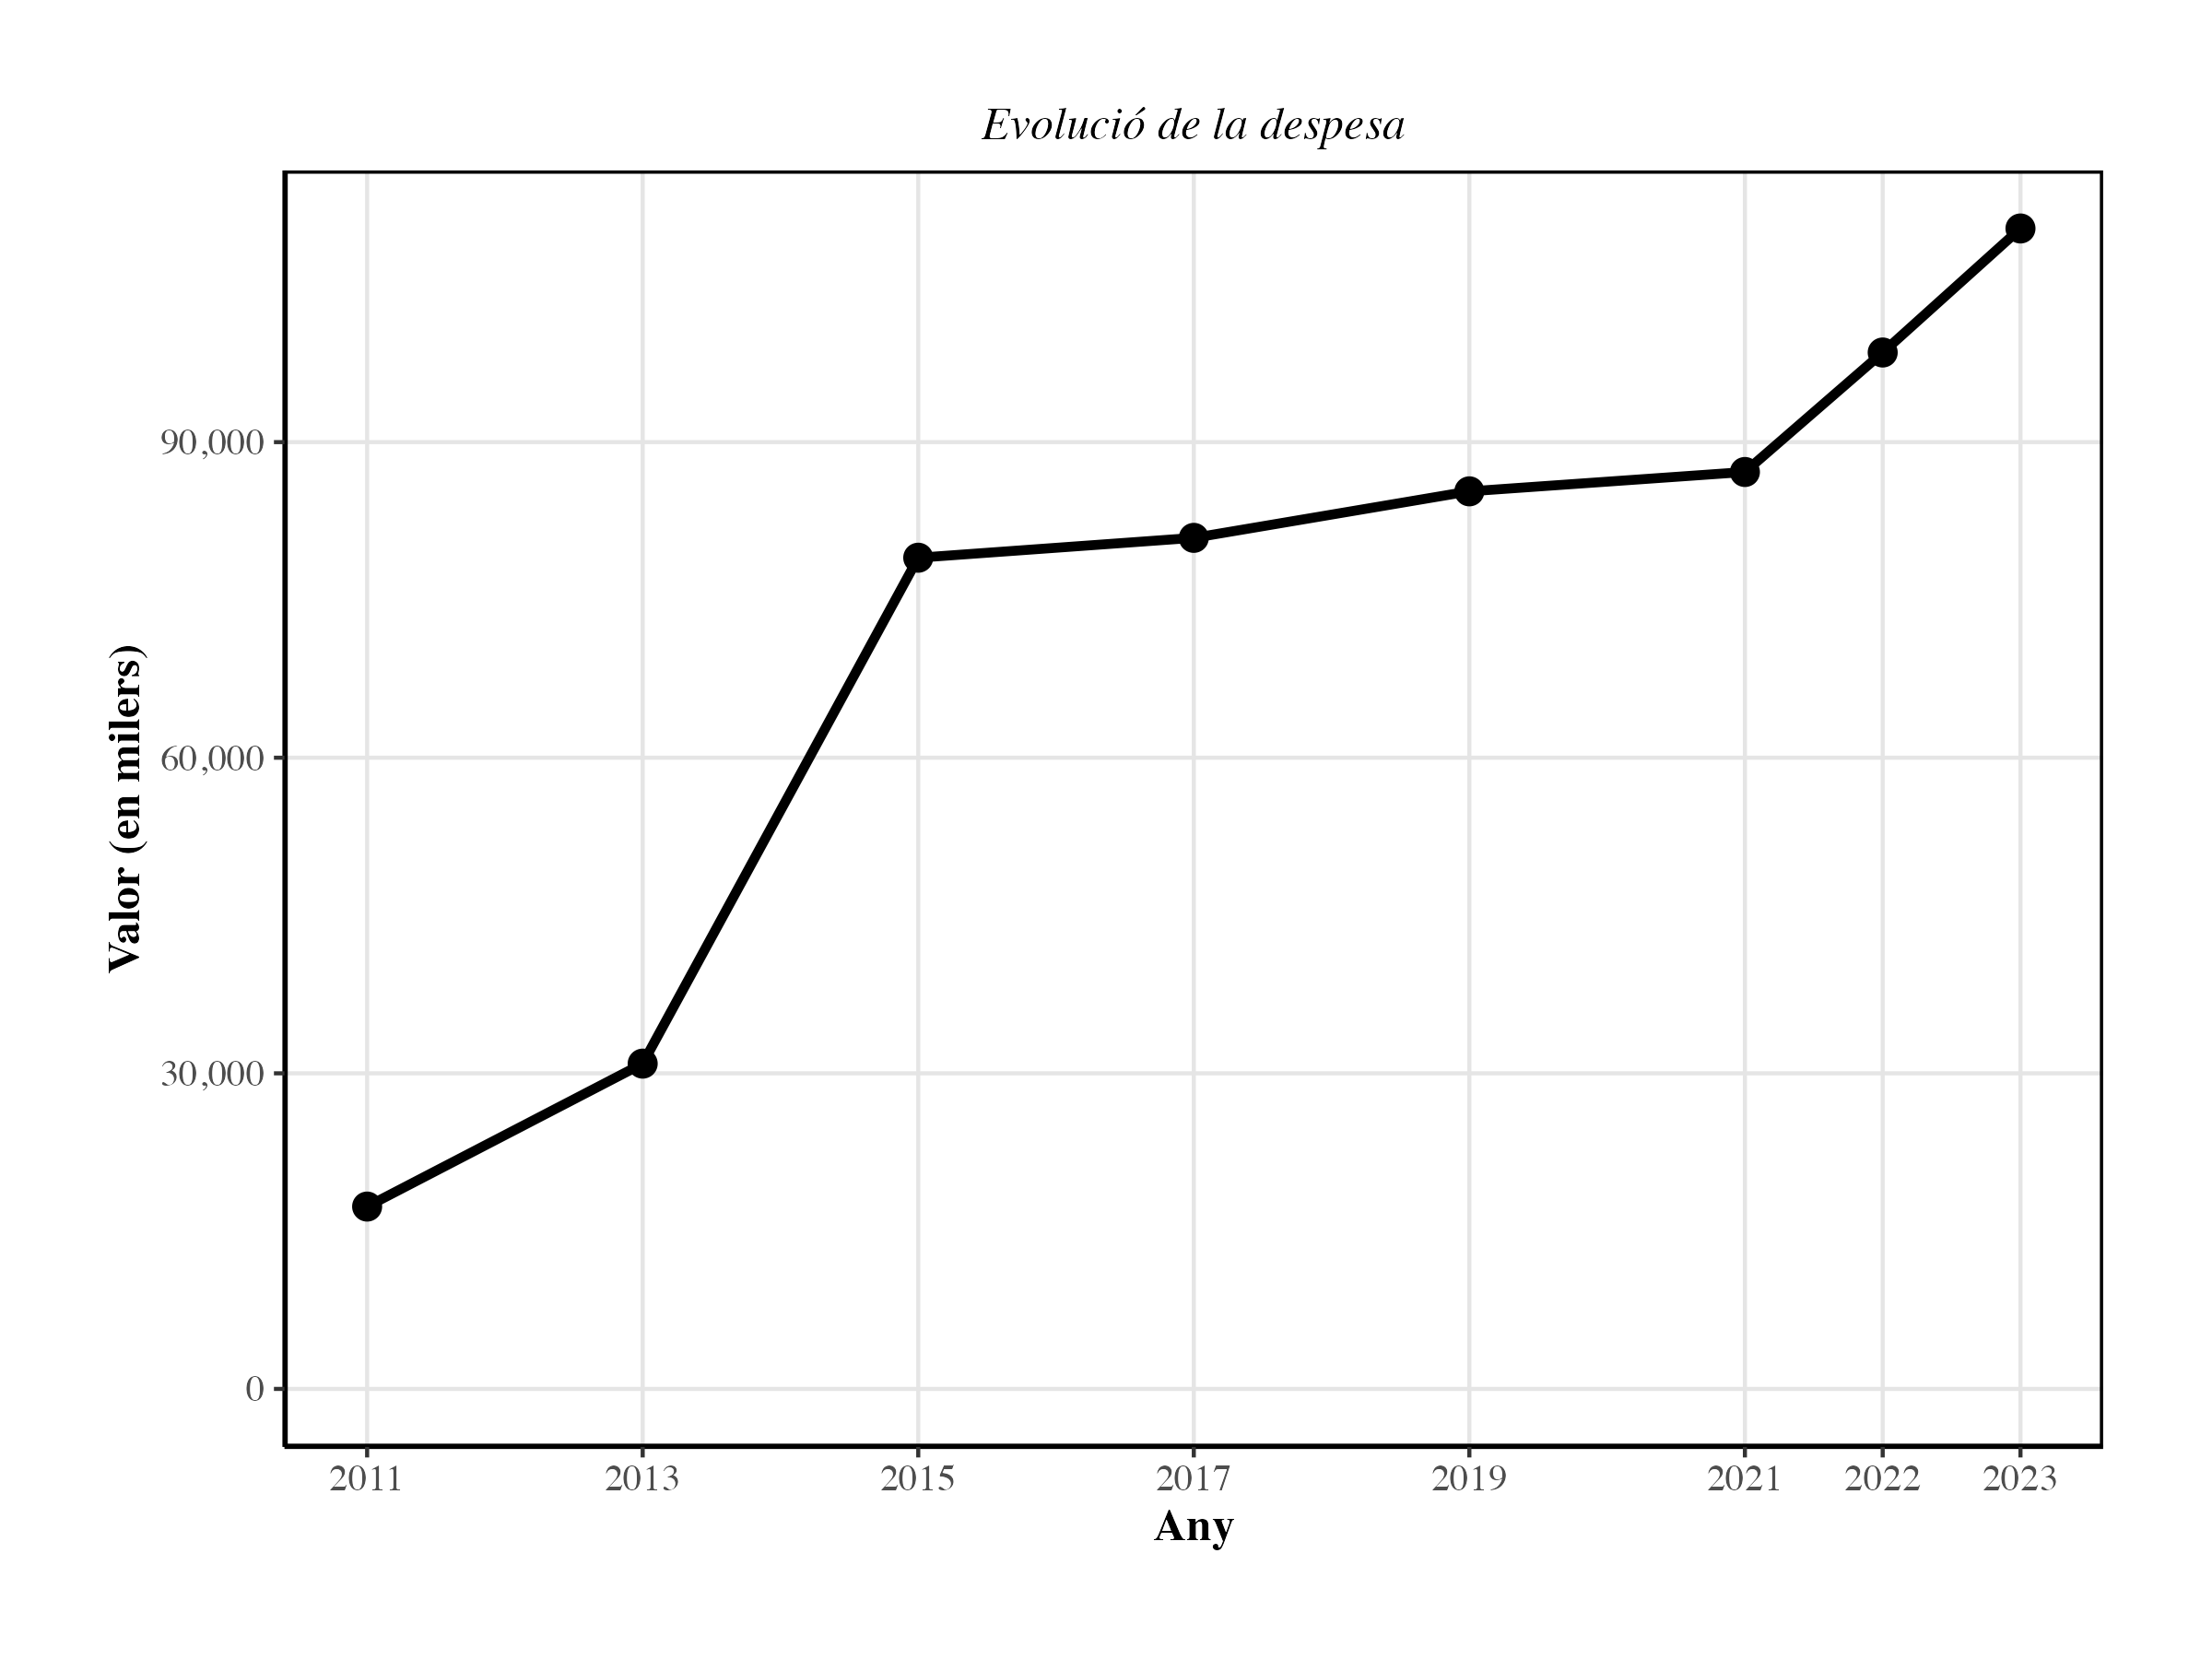 Evolució de la despesa
Valor (en milers)
90,000
60,000
30,000
0
2011 2013 2015 2017 2019 2021 2022 2023
Any